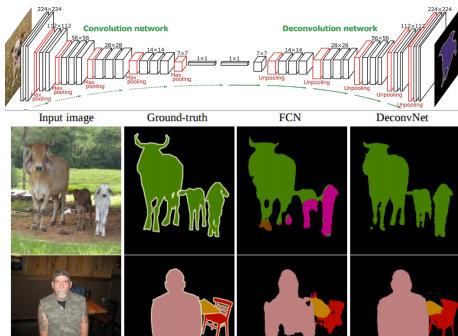 224×224
112×112
56×56
28×28
14×14
7×7
1×1
1×1
7×7
14×14
28×28
56×56
112×112
224×224
Convolution network
Deconvolution network
Max
pooling
Max
pooling
Max
pooling
Max
pooling
Max
pooling
Unpooling
Unpooling
Unpooling
Unpooling
Unpooling
Input image
Ground-truth
FCN
DeconvNet